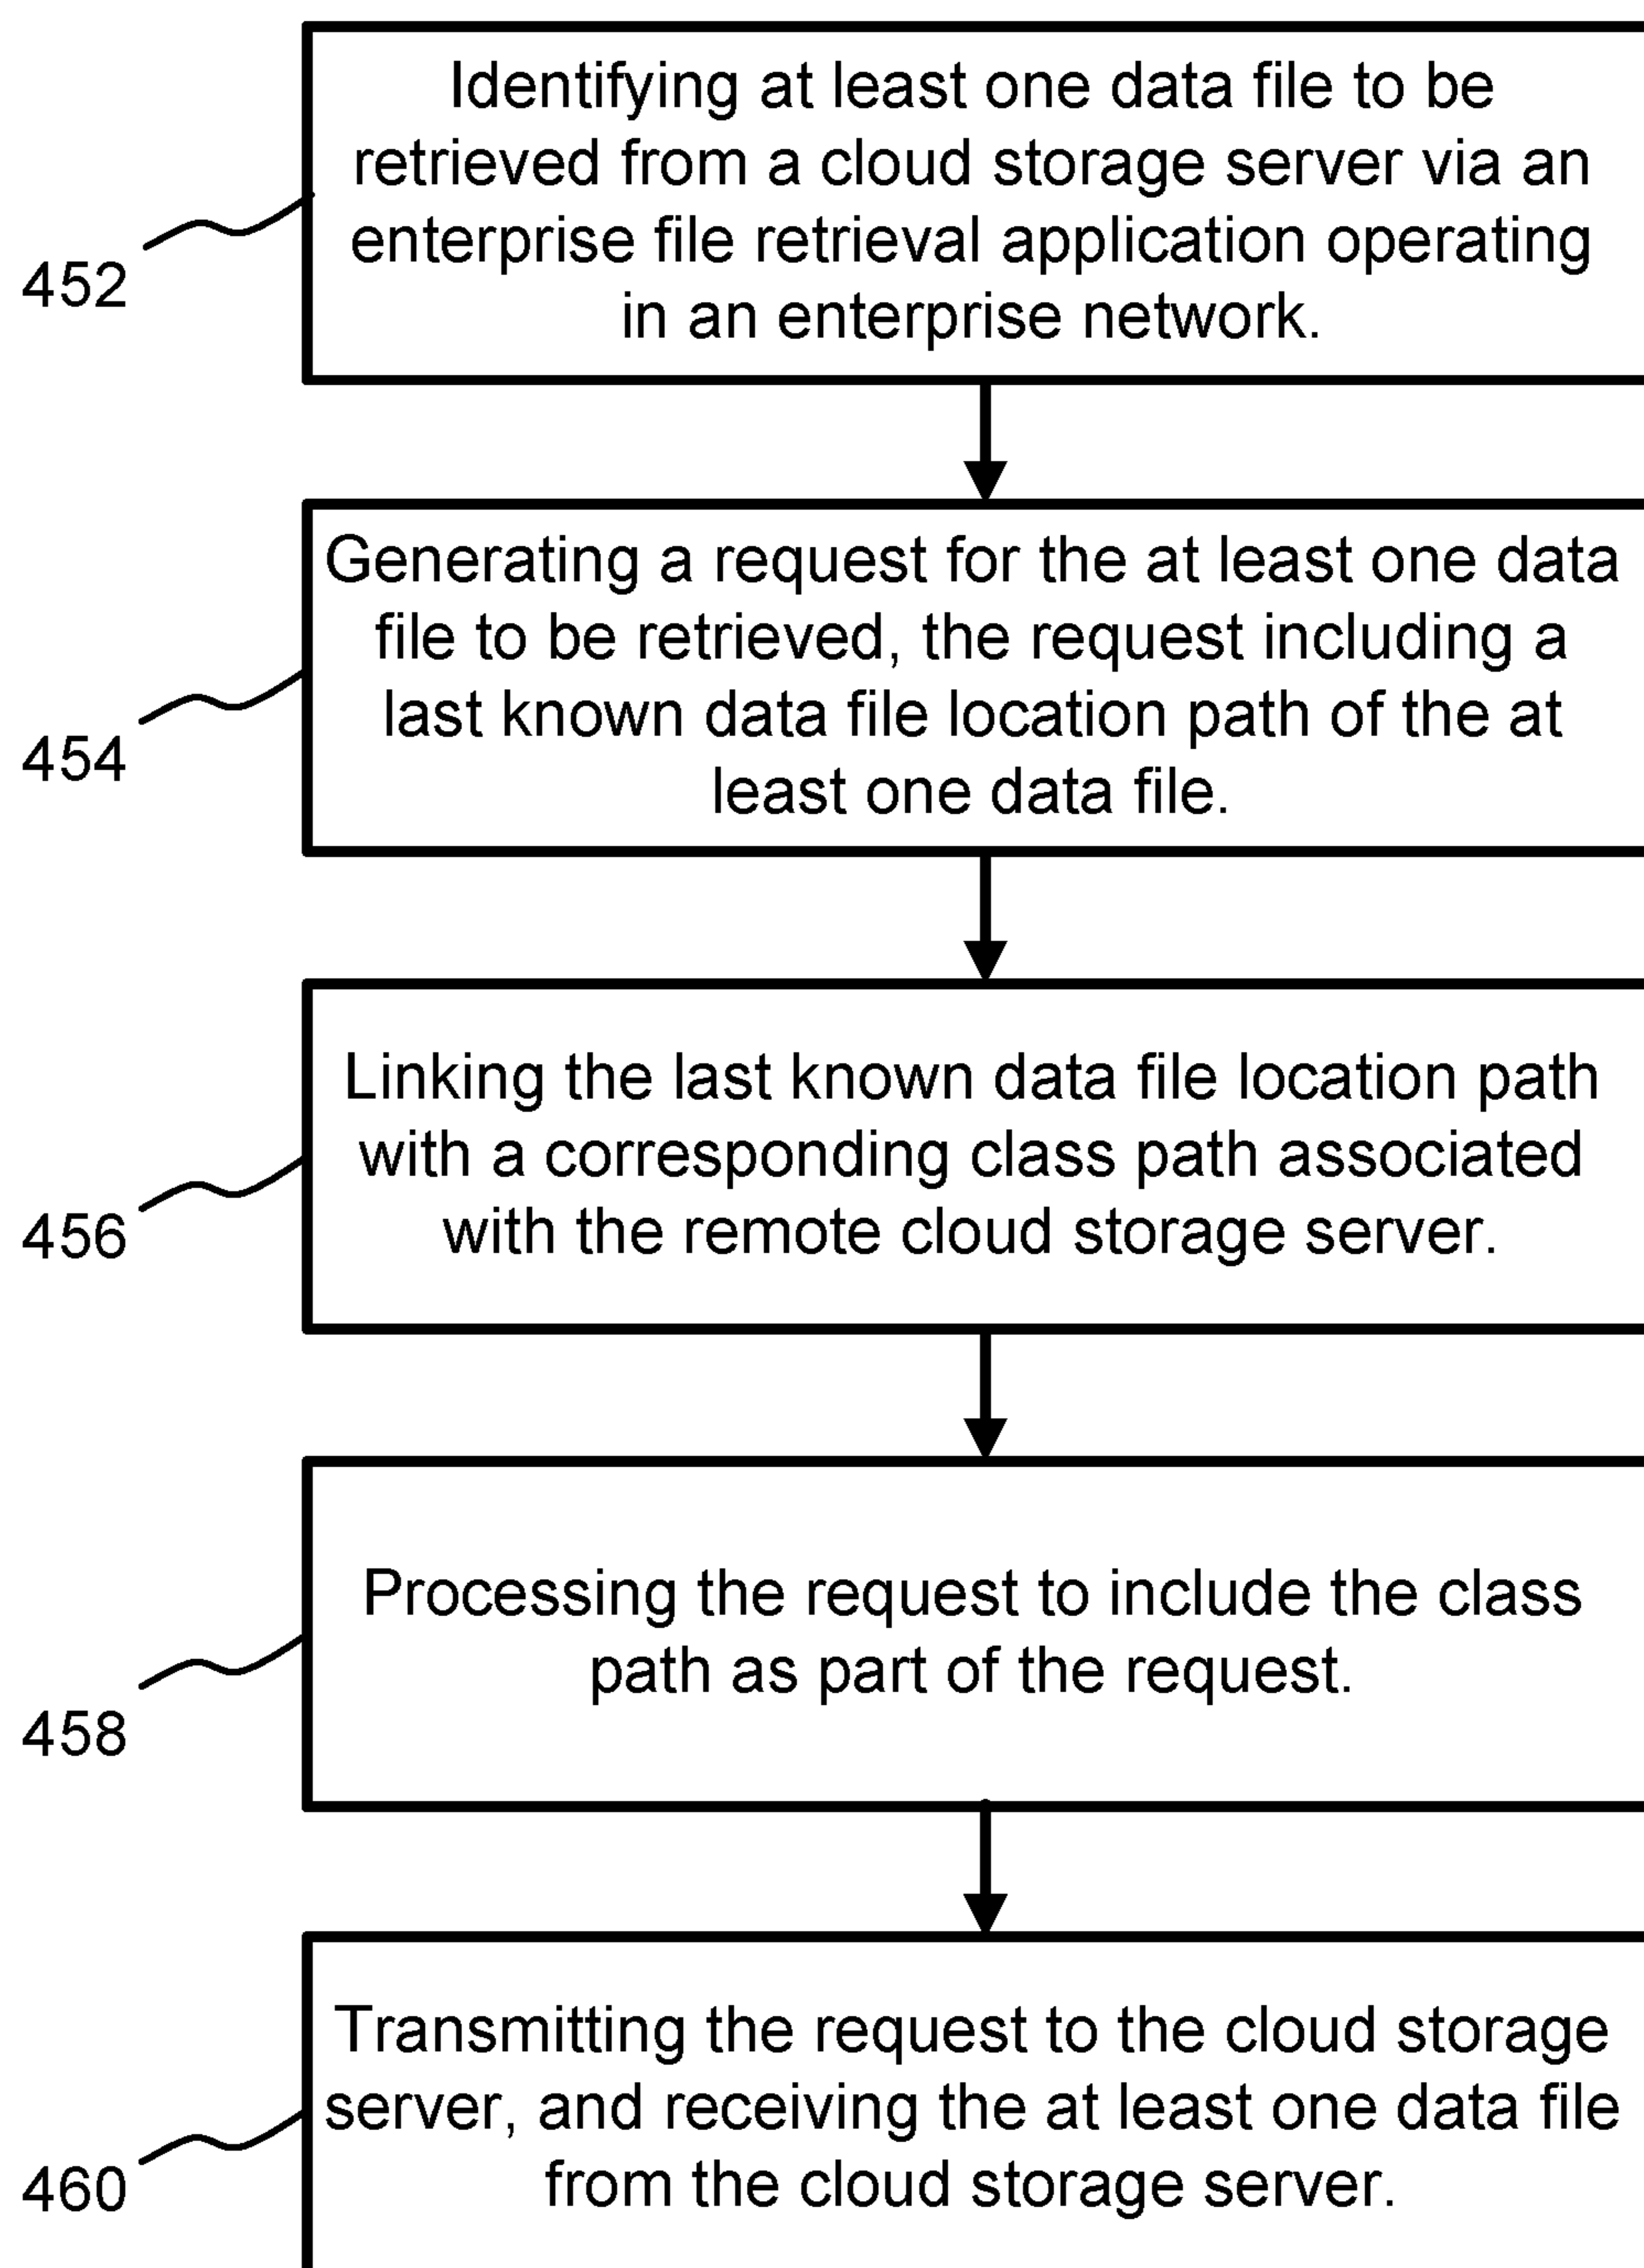 Identifying at least one data file to be
retrieved from a cloud storage server via an
enterprise file retrieval application operating
in an enterprise network.
452
Generating a request for the at least one data
file to be retrieved, the request including a
last known data file location path of the at
least one data file.
454
Linking the last known data file location path
with a corresponding class path associated
with the remote cloud storage server.
456
Processing the request to include the class
path as part of the request.
458
Transmitting the request to the cloud storage
server, and receiving the at least one data file
from the cloud storage server.
460